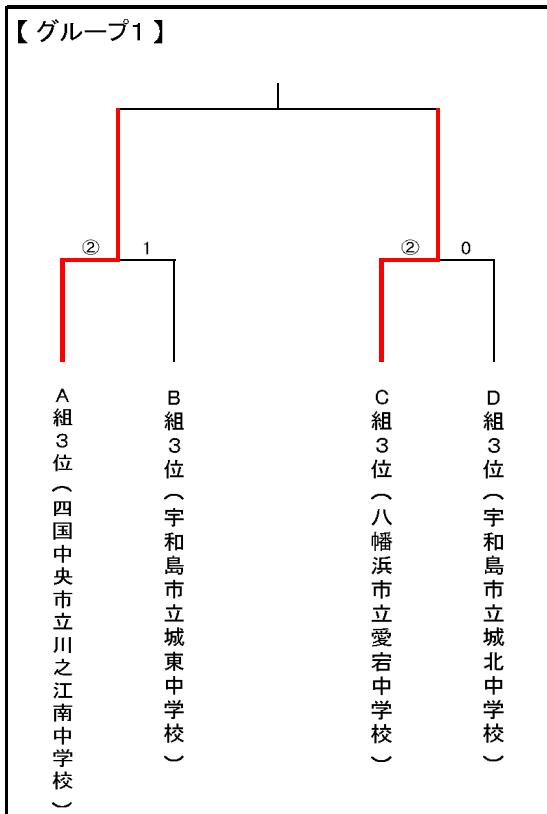 【 グループ1 】
② 1
② 0
A組3位(四国中央市立川之江南中学校)
B組3位(宇和島市立城東中学校)
C組3位(八幡浜市立愛宕中学校)
D組3位(宇和島市立城北中学校)